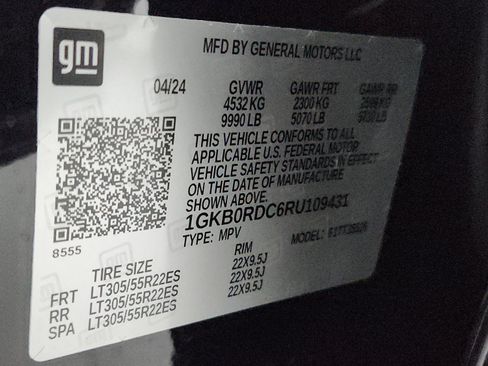 gm
MFD BY GENERAL MOTORS LLC
04/24 GVWR GAWR FRT GAWR RR
4532 KG 2300 KG
9990 LB 5070 LB
THIS VEHICLE CONFORMS TO ALL
APPLICABLE U.S. FEDERAL MOTOR
VEHICLE SAFETY STANDARDS IN EFFECT
ON THE DATE OF MANUFACTURE
SHOWN ABOVE.
1GKB0RDC6RU109431
TYPE: MPV MODEL:
8555
TIRE SIZE RIM
FRT LT305/55R22ES 22X9.5J
RR LT305/55R22ES 22X9.5J
SPA LT305/55R22ES 22X9.5J